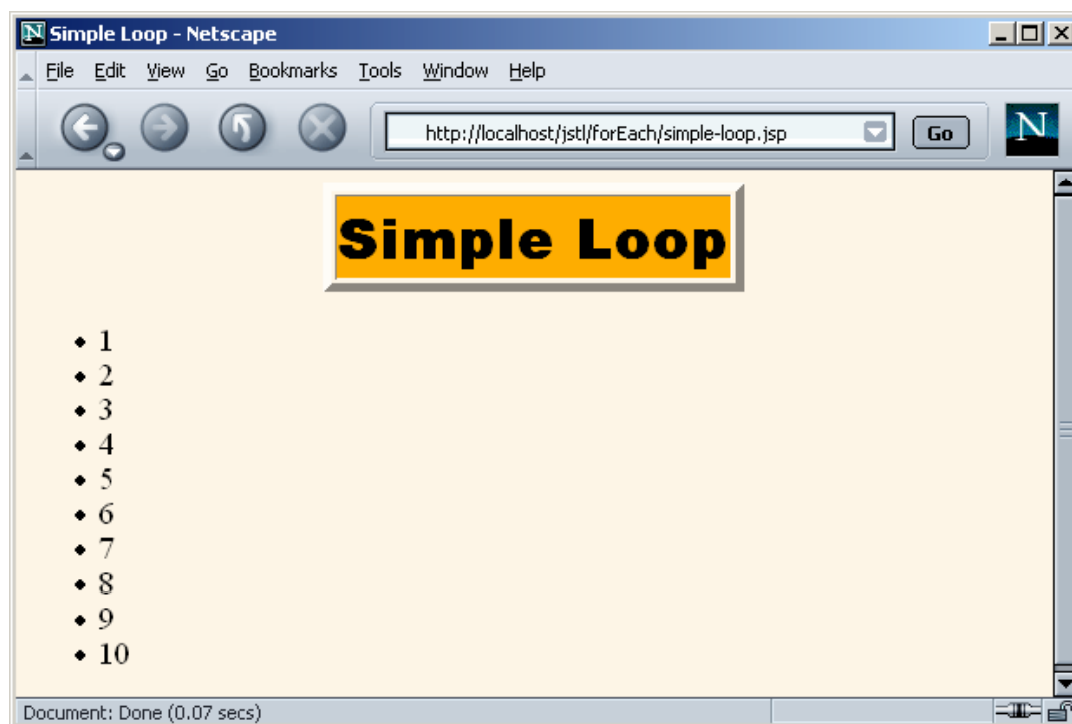 Simple Loop - Netscape
File Edit View Go Bookmarks Tools Window Help
http://localhost/jstl/forEach/simple-loop.jsp Go N
Simple Loop
• 1
• 2
• 3
• 4
• 5
• 6
• 7
• 8
• 9
• 10
Document: Done (0.07 secs)